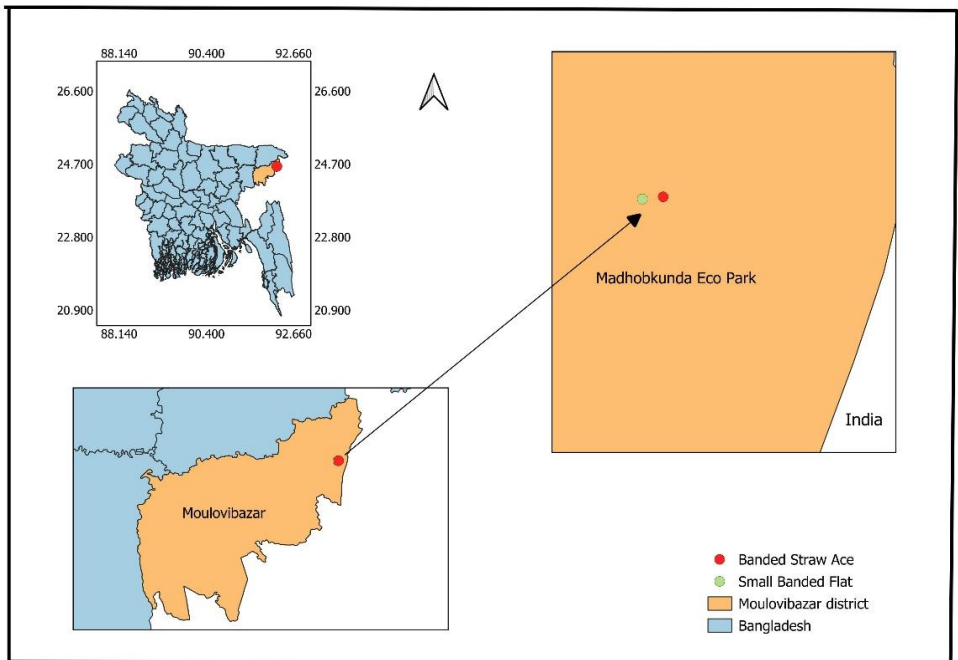 88.140 90.400 92.660
26.600 26.600
24.700 24.700
22.800 22.800
20.900 20.900
88.140 90.400 92.660
Madhobkunda Eco Park
India
Moulovibazar
Banded Straw Ace
Small Banded Flat
Moulovibazar district
Bangladesh